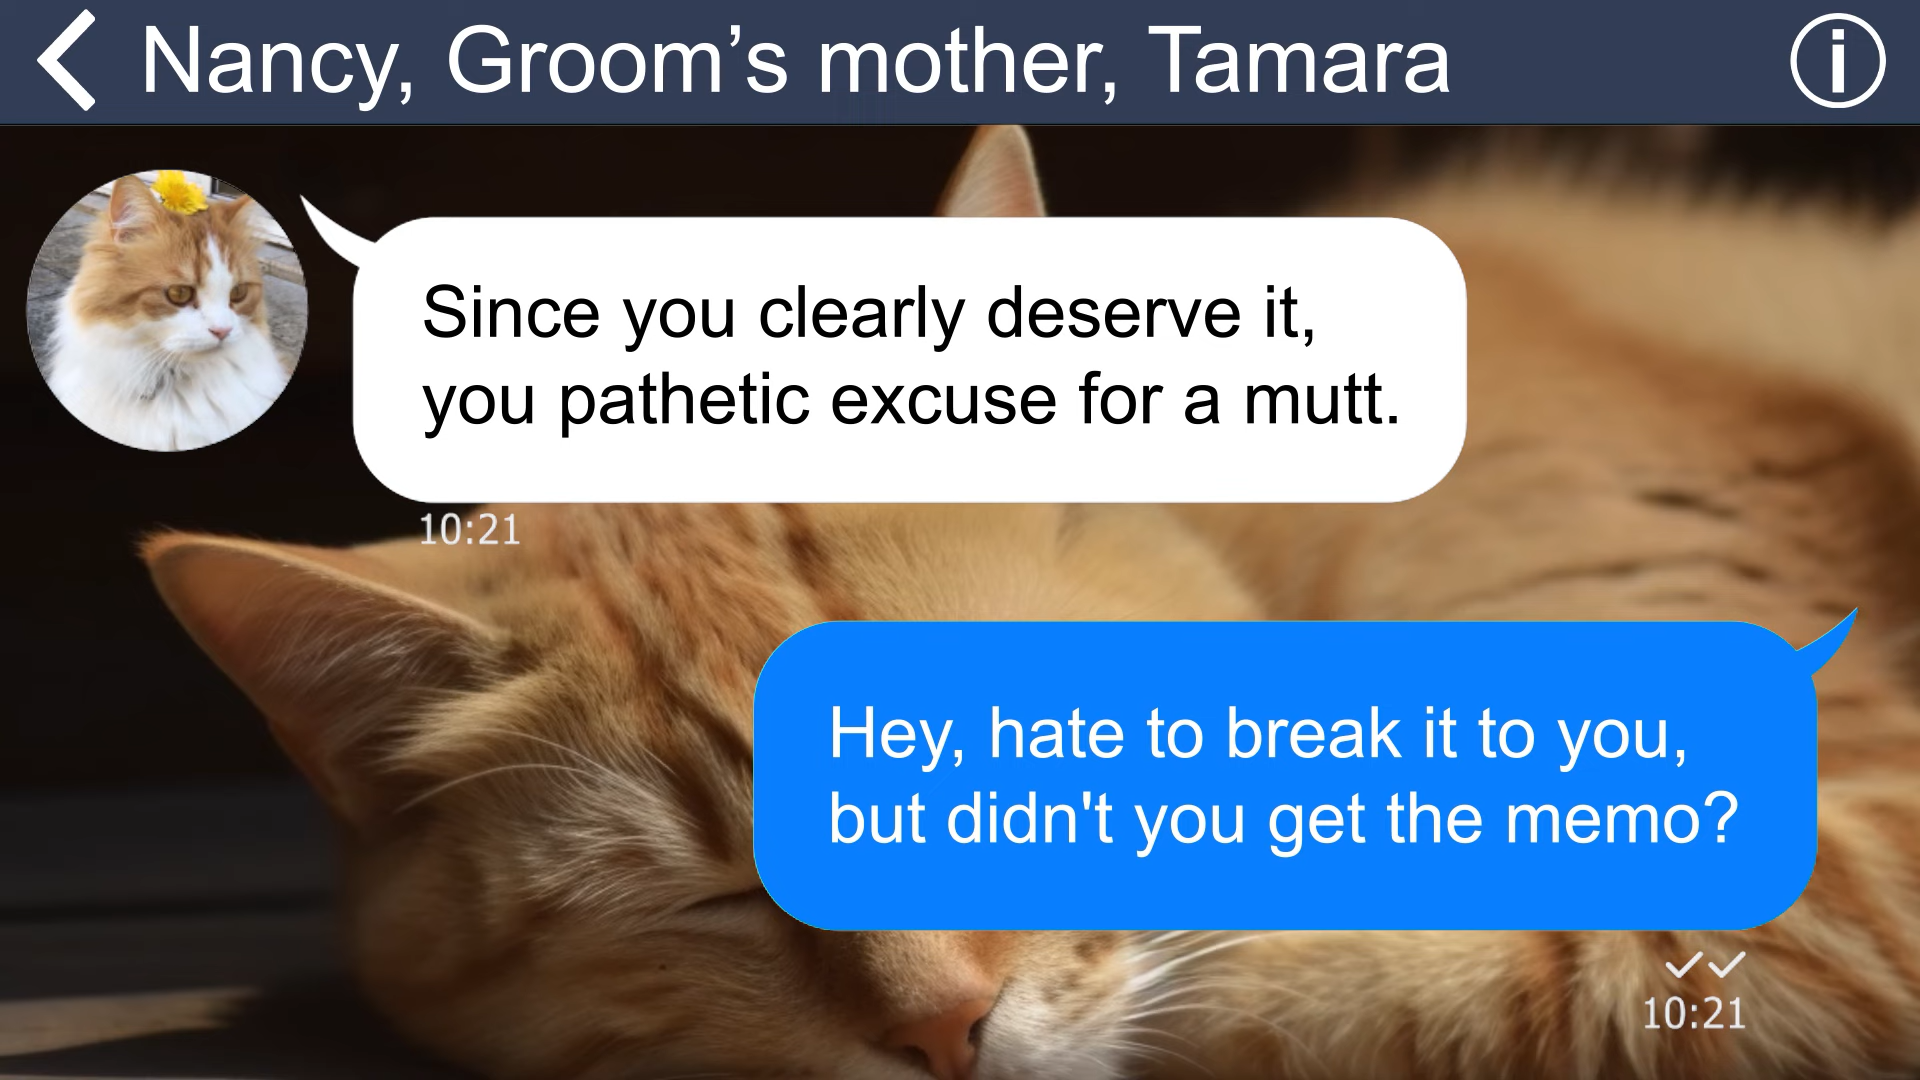 Nancy, Groom’s mother, Tamara
Since you clearly deserve it,
you pathetic excuse for a mutt.
10:21
Hey, hate to break it to you,
but didn't you get the memo?
10:21